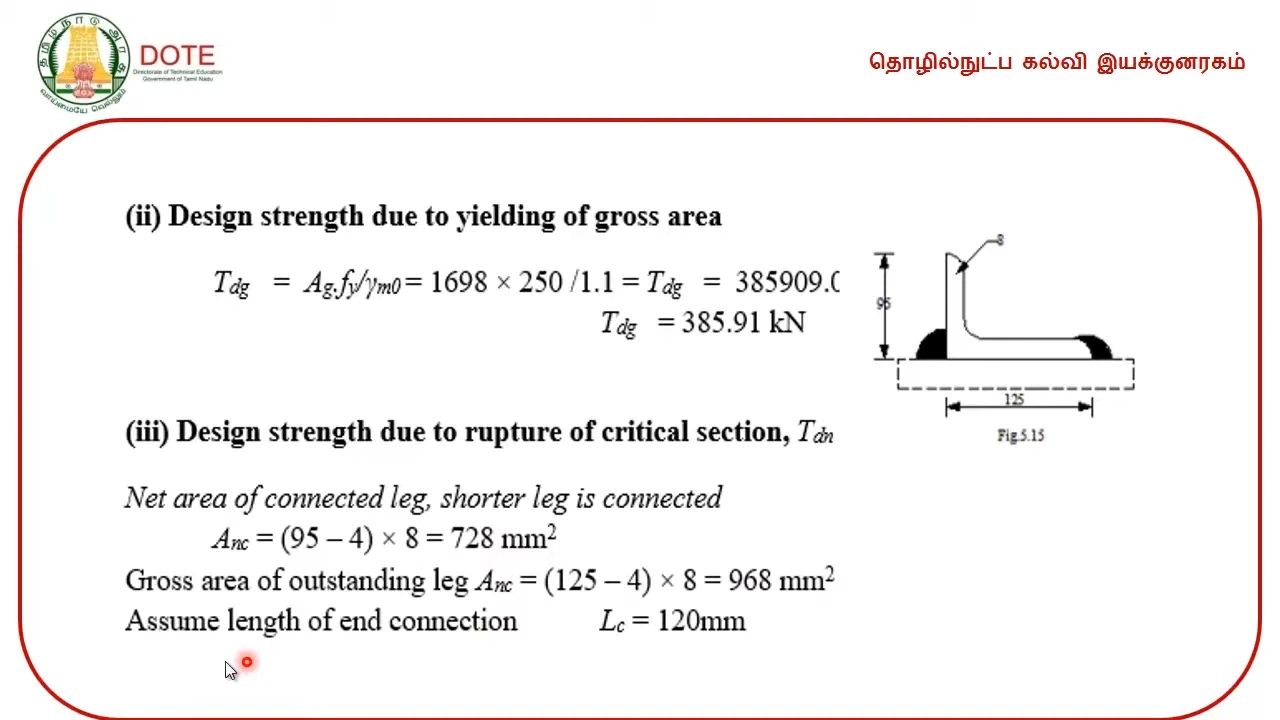 தமிழ்நாடு அரசு
வாய்மையே வெல்லும்
DOTE
Directorate of Technical Education
Government of Tamil Nadu
தொழில்நுட்ப கல்வி இயக்குனரகம்
(ii) Design strength due to yielding of gross area
Tdg = Ag.fy/γm0 = 1698 × 250 /1.1 = Tdg = 385909.0
Tdg = 385.91 kN
8
95
125
Fig.5.15
(iii) Design strength due to rupture of critical section, Tdn
Net area of connected leg, shorter leg is connected
Anc = (95 – 4) × 8 = 728 mm²
Gross area of outstanding leg Anc = (125 – 4) × 8 = 968 mm²
Assume length of end connection Lc = 120mm